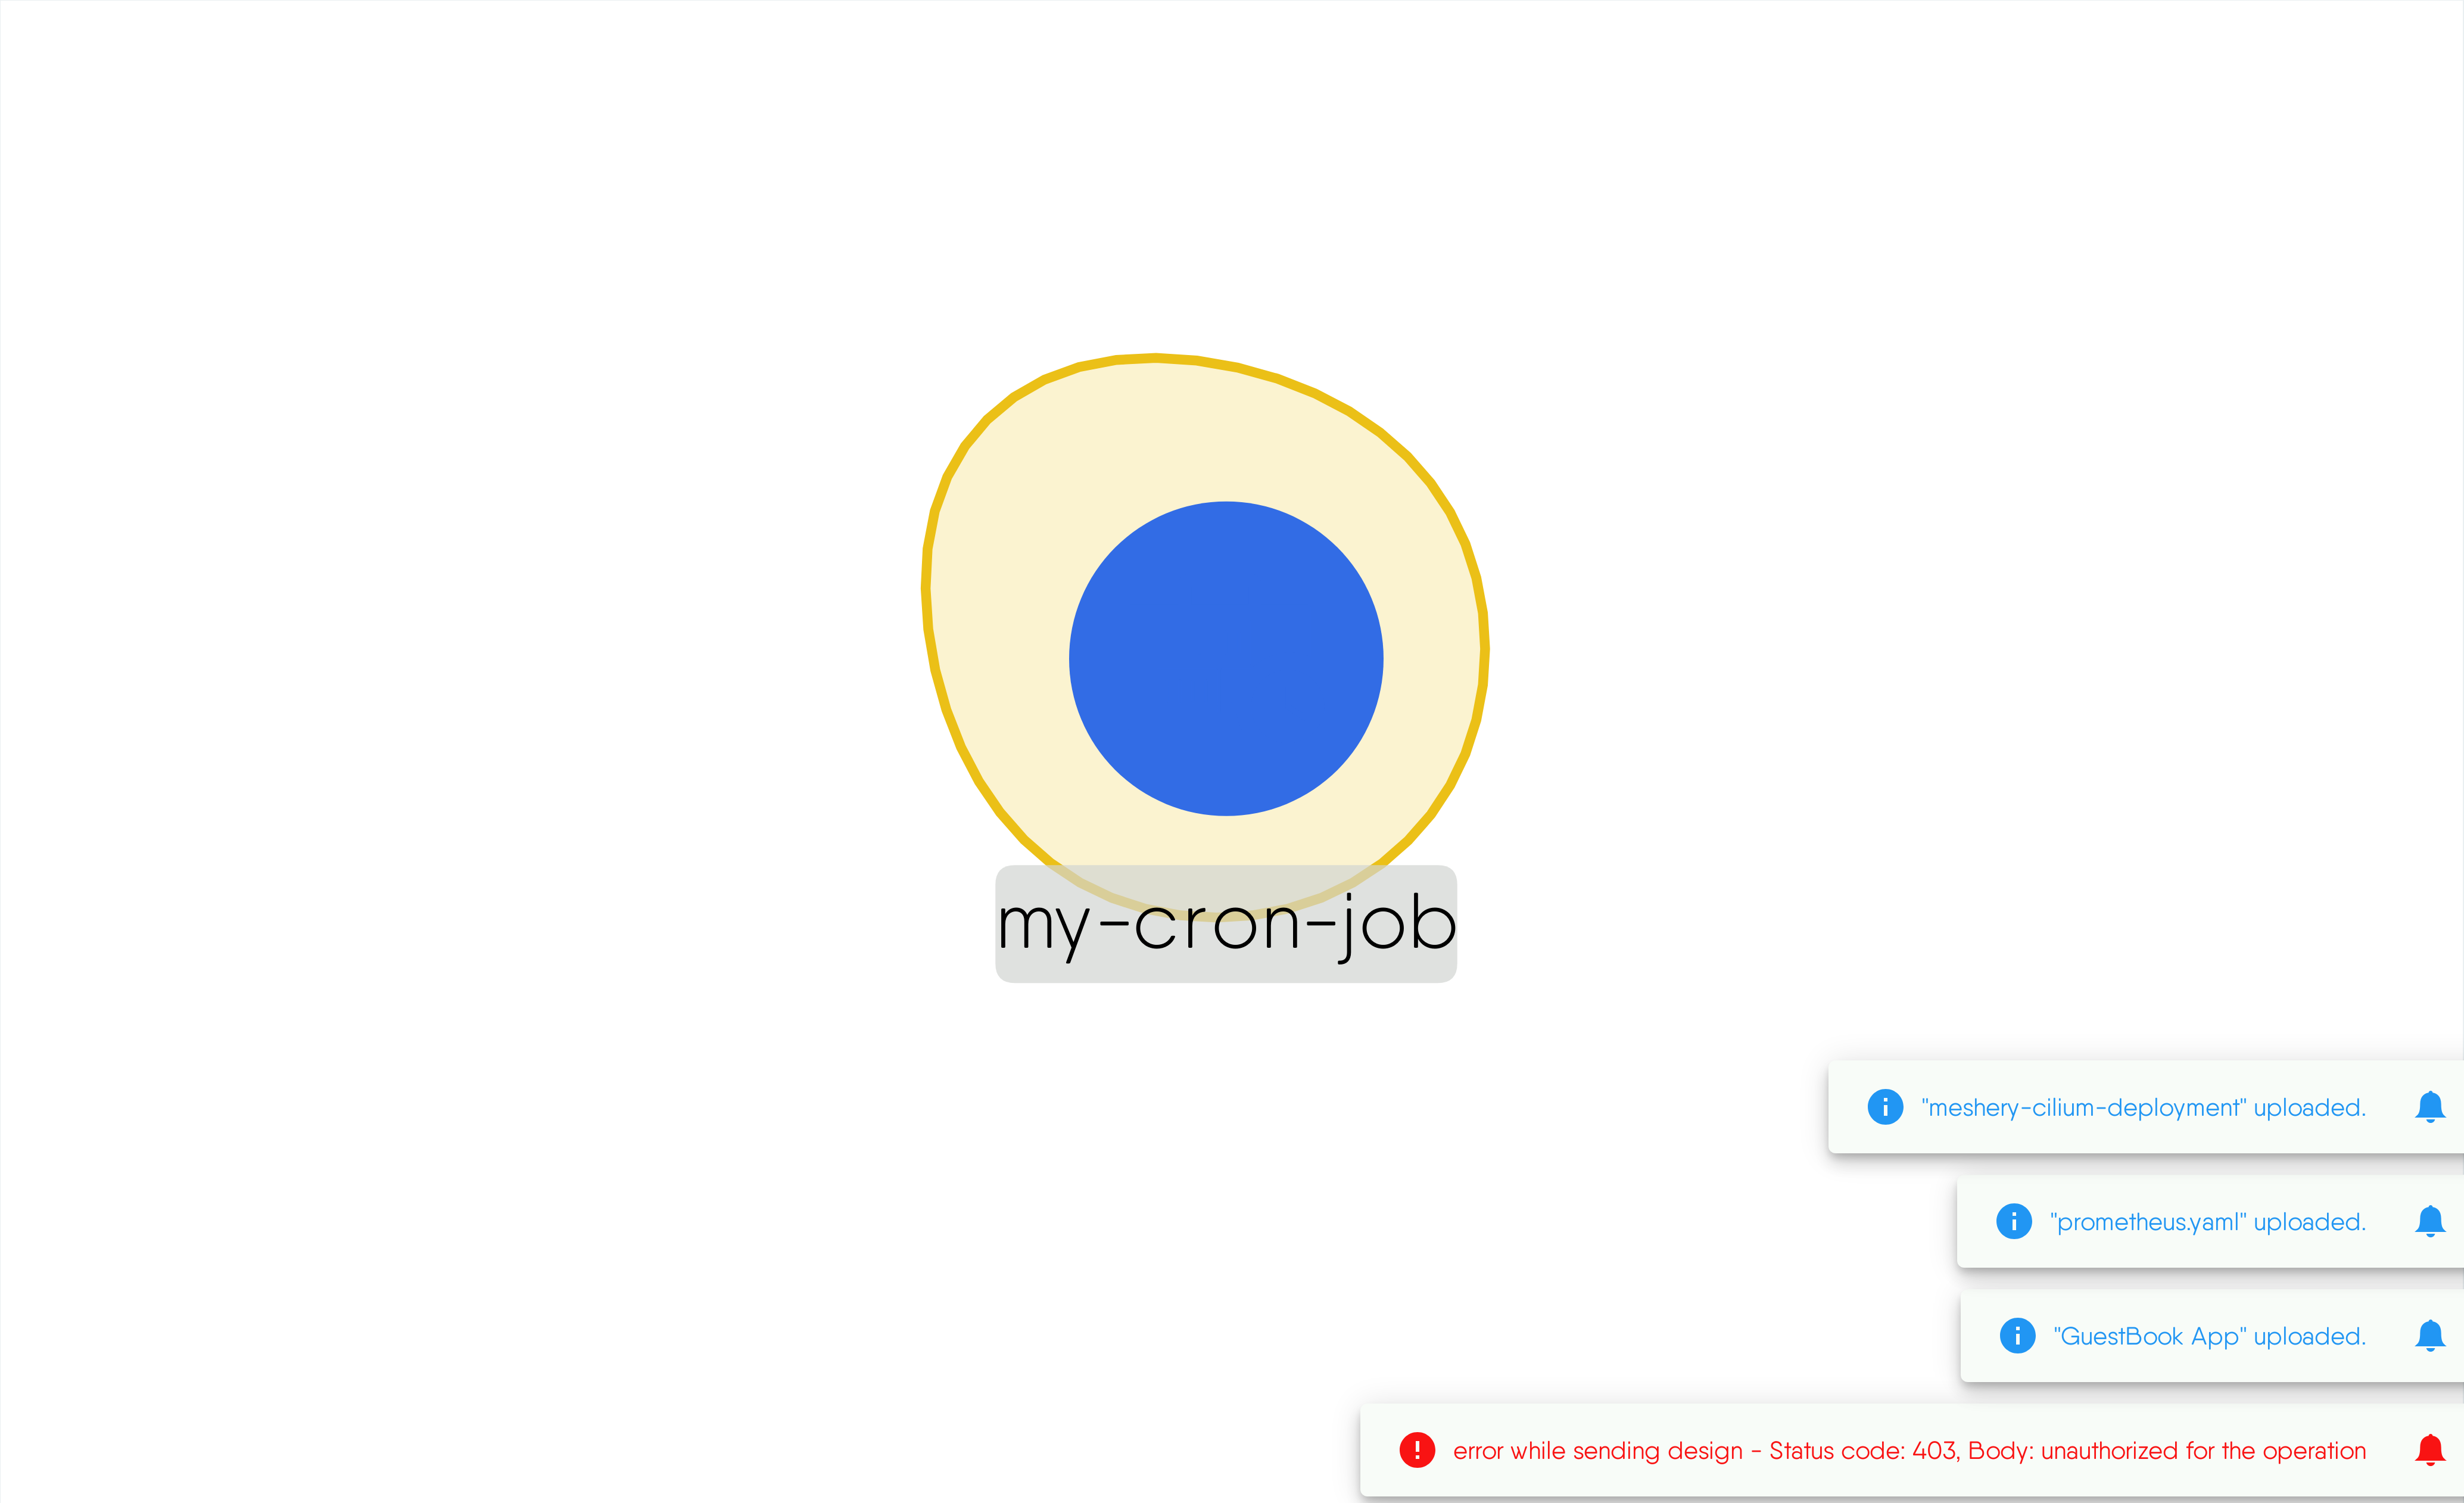 my-cron-job
"meshery-cilium-deployment" uploaded.
"prometheus.yaml" uploaded.
"GuestBook App" uploaded.
error while sending design - Status code: 403, Body: unauthorized for the operation